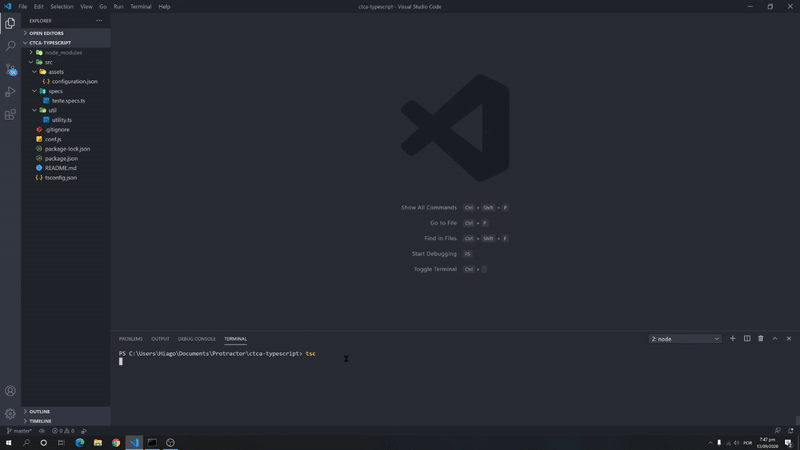 File Edit Selection View Go Run Terminal Help
ctca-typescript - Visual Studio Code
EXPLORER
OPEN EDITORS
CTCA-TYPESCRIPT
node_modules
src
assets
configuration.json
specs
teste.specs.ts
util
utility.ts
.gitignore
conf.js
package-lock.json
package.json
README.md
tsconfig.json
Show All Commands Ctrl + Shift + P
Go to File Ctrl + P
Find in Files Ctrl + Shift + F
Start Debugging F5
Toggle Terminal Ctrl + `
PROBLEMS OUTPUT DEBUG CONSOLE TERMINAL
2: node
PS C:\Users\Hiago\Documents\Protractor\ctca-typescript> tsc
OUTLINE
TIMELINE
master* 0 0
POR
7:47 pm
12/09/2020